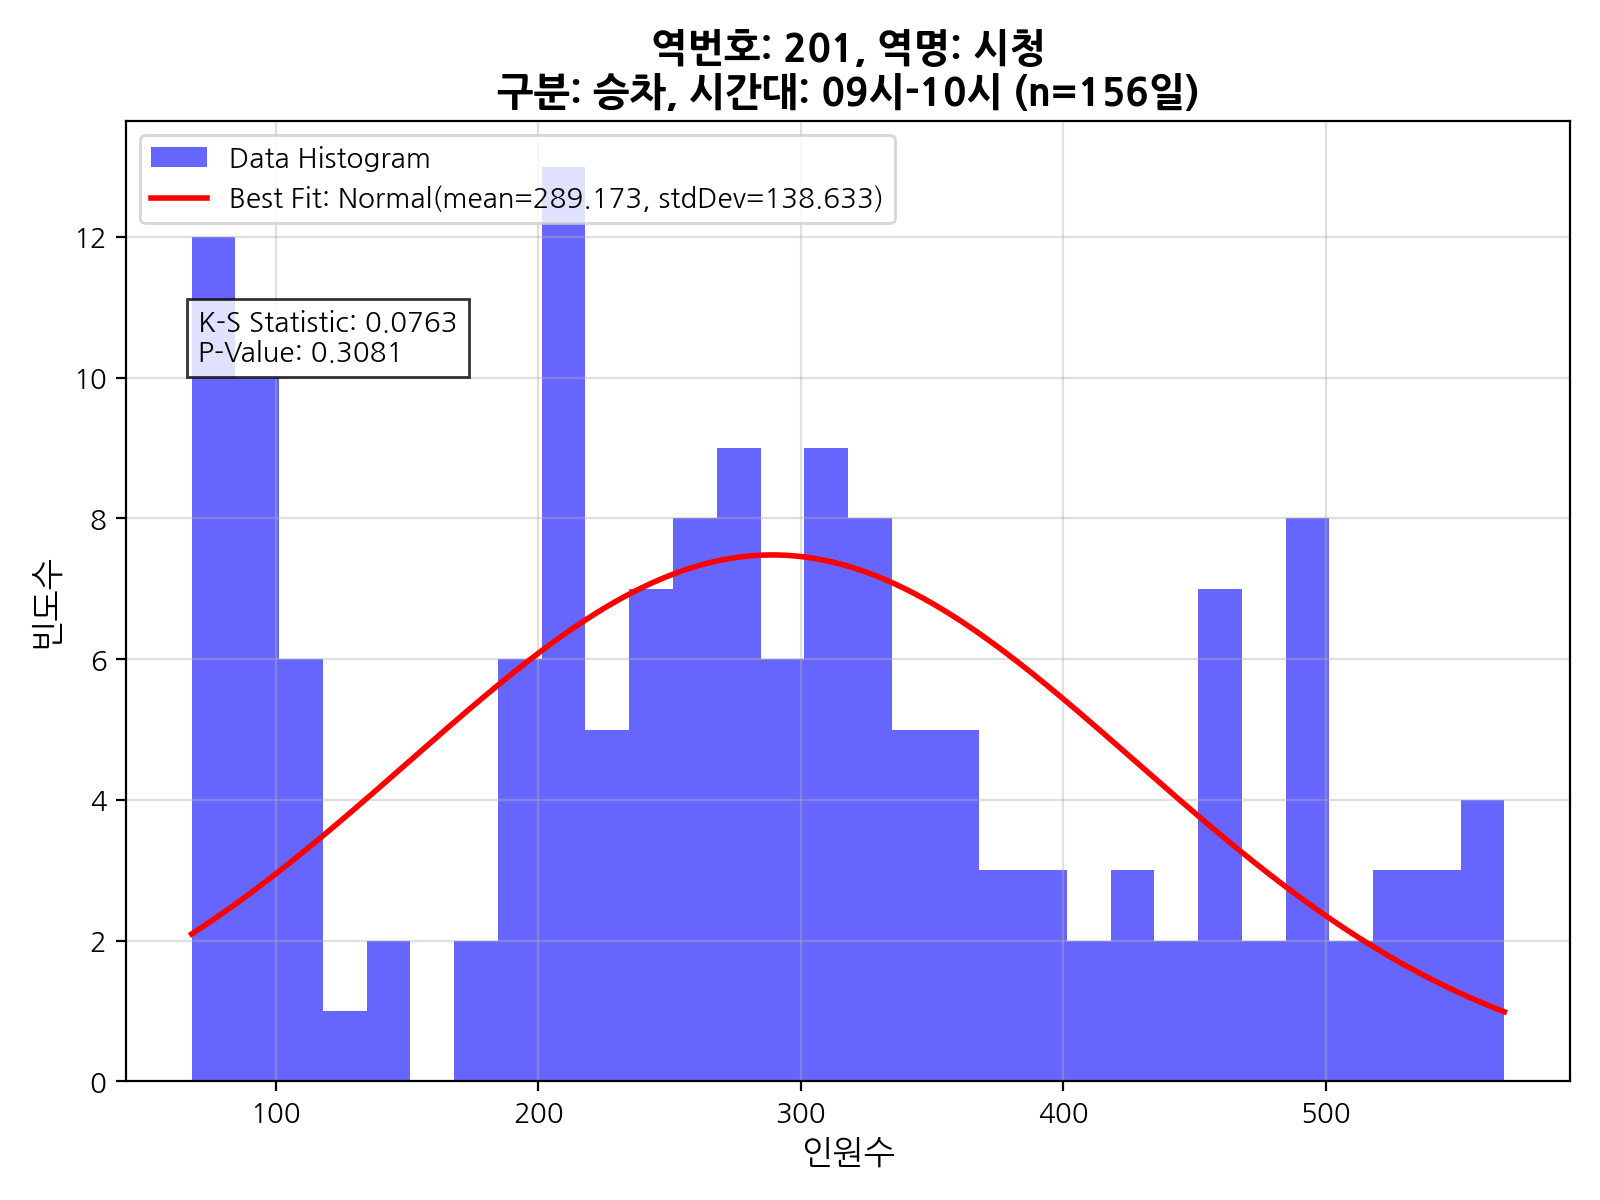 역번호: 201, 역명: 시청
구분: 승차, 시간대: 09시-10시 (n=156일)
Data Histogram
Best Fit: Normal(mean=289.173, stdDev=138.633)
K-S Statistic: 0.0763
P-Value: 0.3081
빈도수
12
10
8
6
4
2
0
100 200 300 400 500
인원수